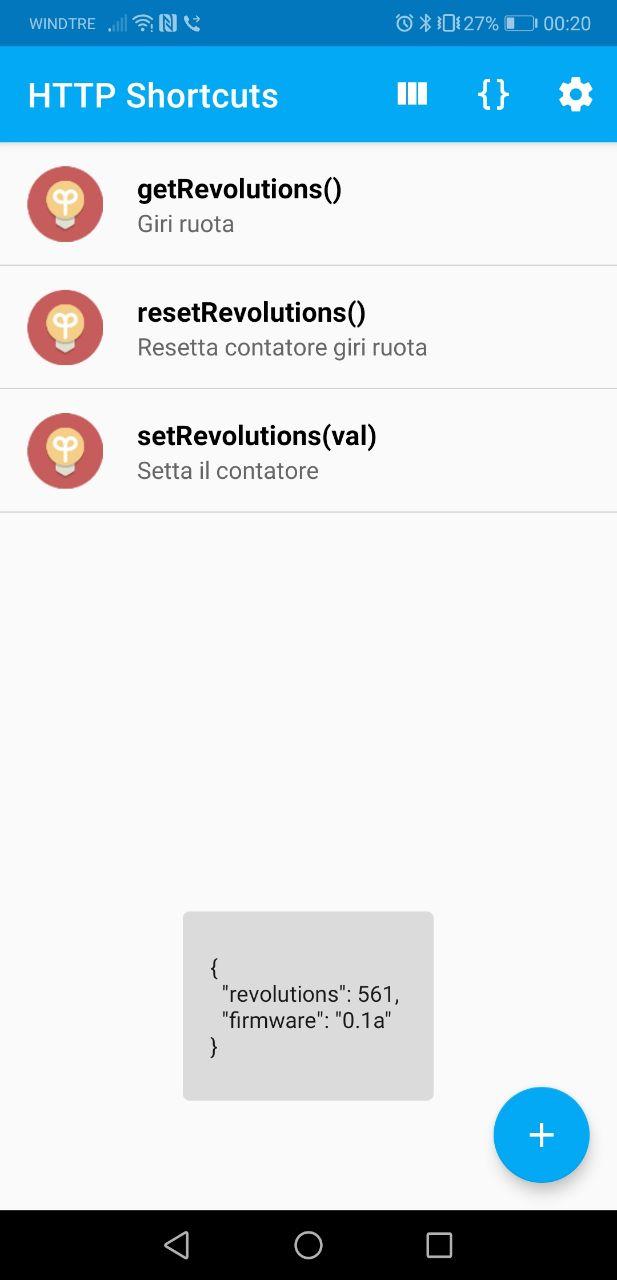 WINDTRE
27%
00:20
HTTP Shortcuts
{}
getRevolutions()
Giri ruota
resetRevolutions()
Resetta contatore giri ruota
setRevolutions(val)
Setta il contatore
{
"revolutions": 561,
"firmware": "0.1a"
}
+